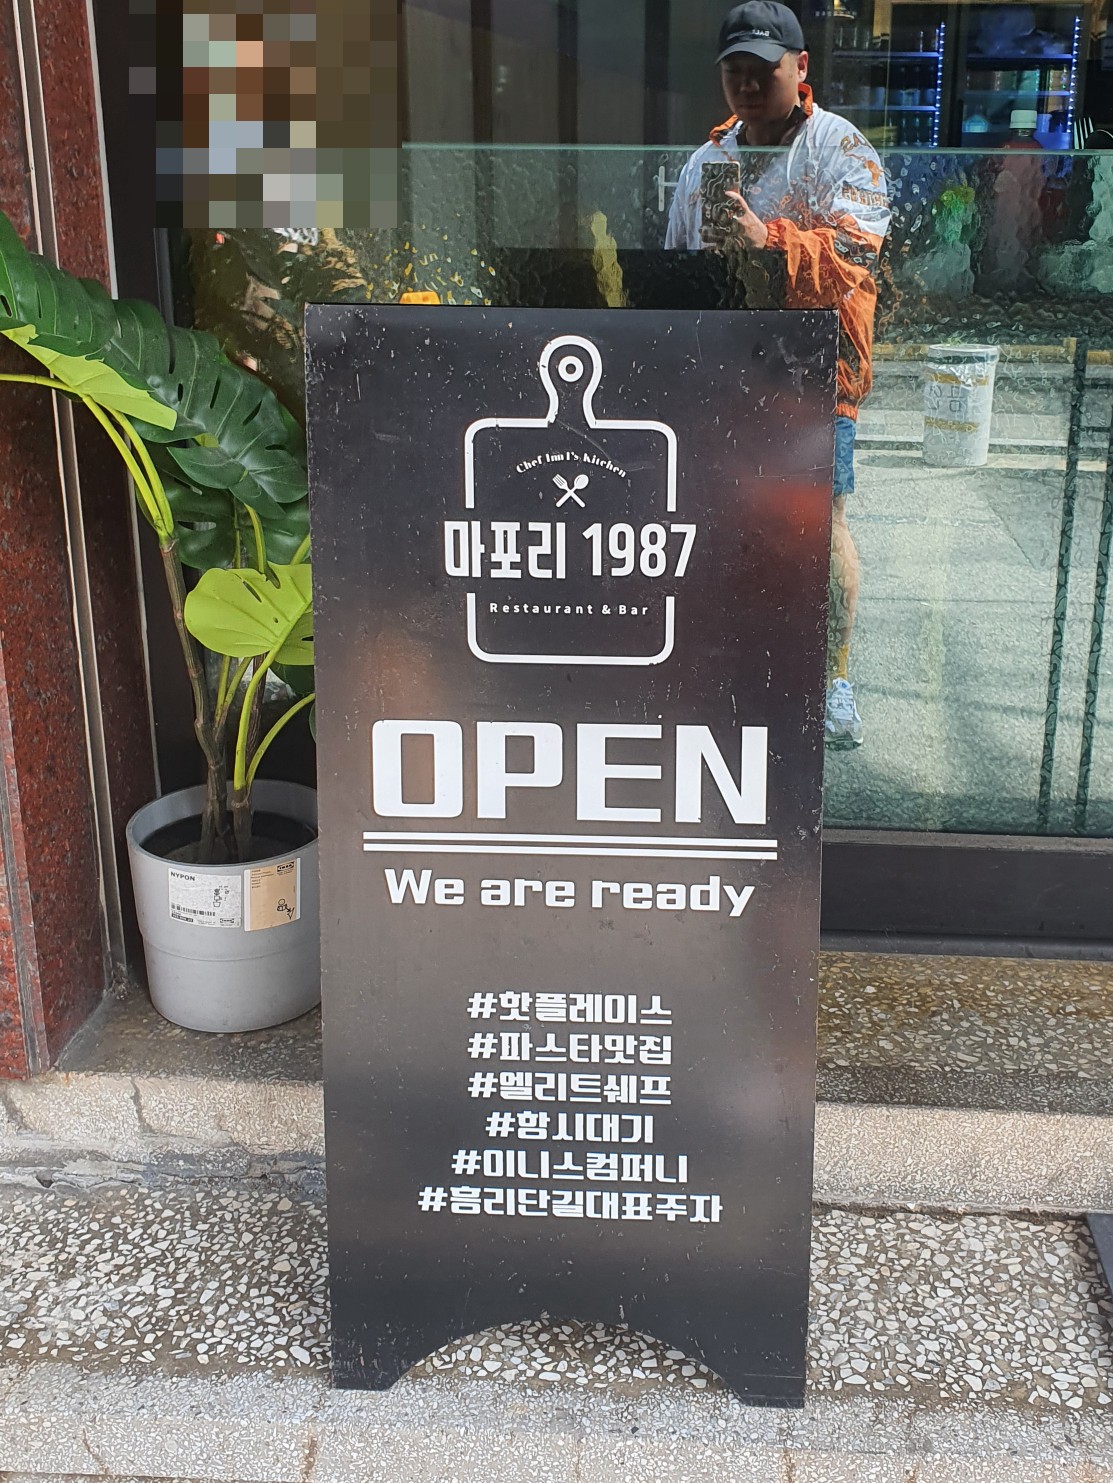 Chef Inn I's Kitchen
마포리 1987
Restaurant & Bar
OPEN
We are ready
NYPON
#핫플레이스
#파스타맛집
#엘리트쉐프
#항시대기
#이니스컴퍼니
#흠리단길대표주자